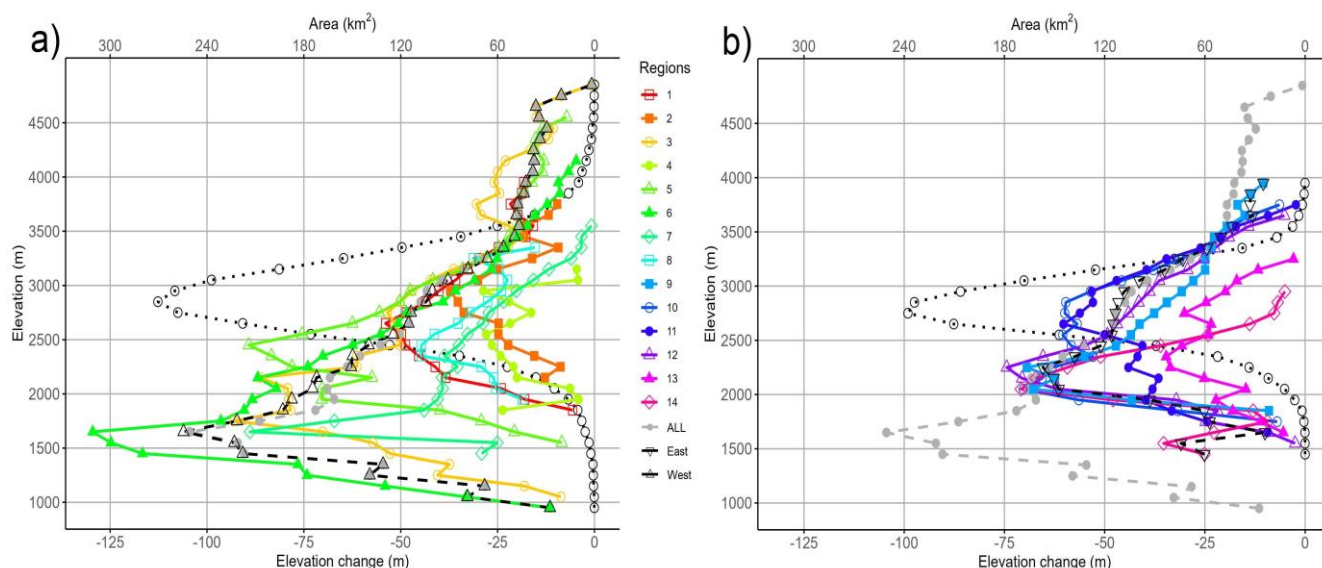 a)
Area (km²)
300 240 180 120 60 0
Elevation (m)
4500
4000
3500
3000
2500
2000
1500
1000
-125 -100 -75 -50 -25 0
Elevation change (m)
Regions
1
2
3
4
5
6
7
8
9
10
11
12
13
14
ALL
East
West
b)
Area (km²)
300 240 180 120 60 0
Elevation (m)
4500
4000
3500
3000
2500
2000
1500
1000
-125 -100 -75 -50 -25 0
Elevation change (m)